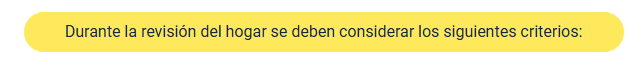 Durante la revisión del hogar se deben considerar los siguientes criterios: